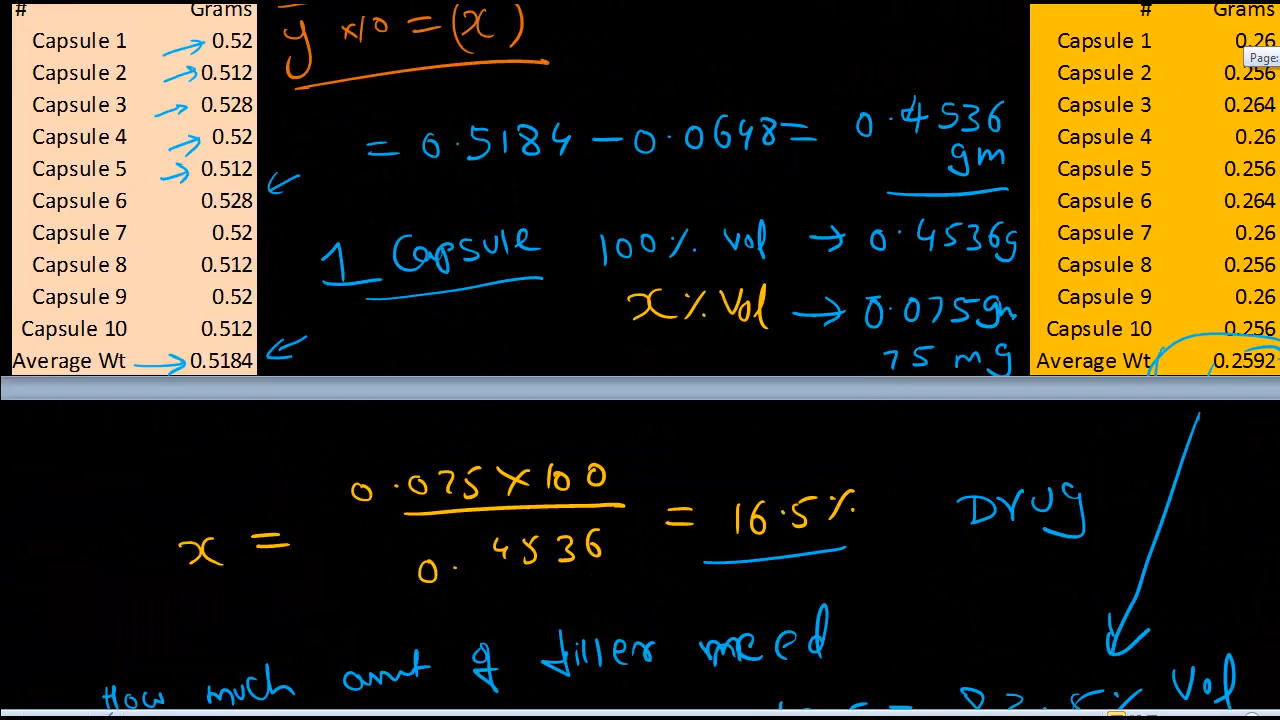 # Grams
Capsule 1 0.52
Capsule 2 0.512
Capsule 3 0.528
Capsule 4 0.52
Capsule 5 0.512
Capsule 6 0.528
Capsule 7 0.52
Capsule 8 0.512
Capsule 9 0.52
Capsule 10 0.512
Average Wt → 0.5184
y̅ x10 = (x)
= 0.5184 - 0.0648 = 0.4536
gm
1 Capsule 100% Vol → 0.4536g
x% Vol → 0.075gm
75 mg
# Grams
Capsule 1 0.26
Page:
Capsule 2 0.256
Capsule 3 0.264
Capsule 4 0.26
Capsule 5 0.256
Capsule 6 0.264
Capsule 7 0.26
Capsule 8 0.256
Capsule 9 0.26
Capsule 10 0.256
Average Wt 0.2592
x = 0.075 x 100 / 0.4536 = 16.5% Drug
How much amt of filler need
Vol